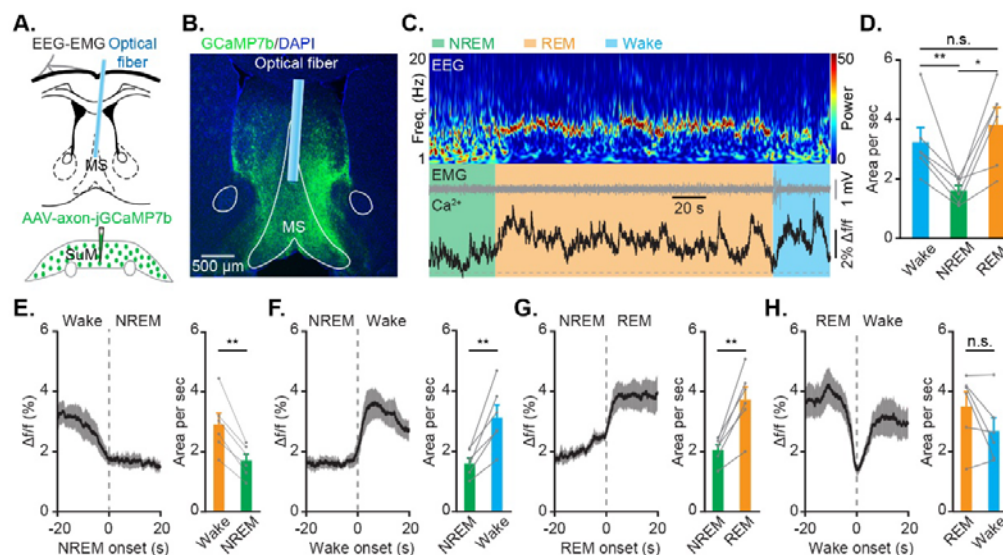 A.
EEG-EMG Optical
fiber
MS
AAV-axon-jGCaMP7b
SuM
B.
GCaMP7b/DAPI
Optical fiber
MS
500 µm
C.
NREM
REM
Wake
20
EEG
Freq. (Hz)
1
50
Power
0
EMG
1 mV
20 s
Ca²⁺
2% Δf/f
D.
n.s.
**
*
6
4
2
0
Area per sec
Wake
NREM
REM
E.
Wake
NREM
6
4
2
0
Δf/f (%)
-20
0
20
NREM onset (s)
6
4
2
0
Area per sec
**
Wake
NREM
F.
NREM
Wake
6
4
2
0
Δf/f (%)
-20
0
20
Wake onset (s)
6
4
2
0
Area per sec
**
NREM
Wake
G.
NREM
REM
6
4
2
0
Δf/f (%)
-20
0
20
REM onset (s)
6
4
2
0
Area per sec
**
NREM
REM
H.
REM
Wake
6
4
2
0
Δf/f (%)
-20
0
20
Wake onset (s)
6
4
2
0
Area per sec
n.s.
REM
Wake